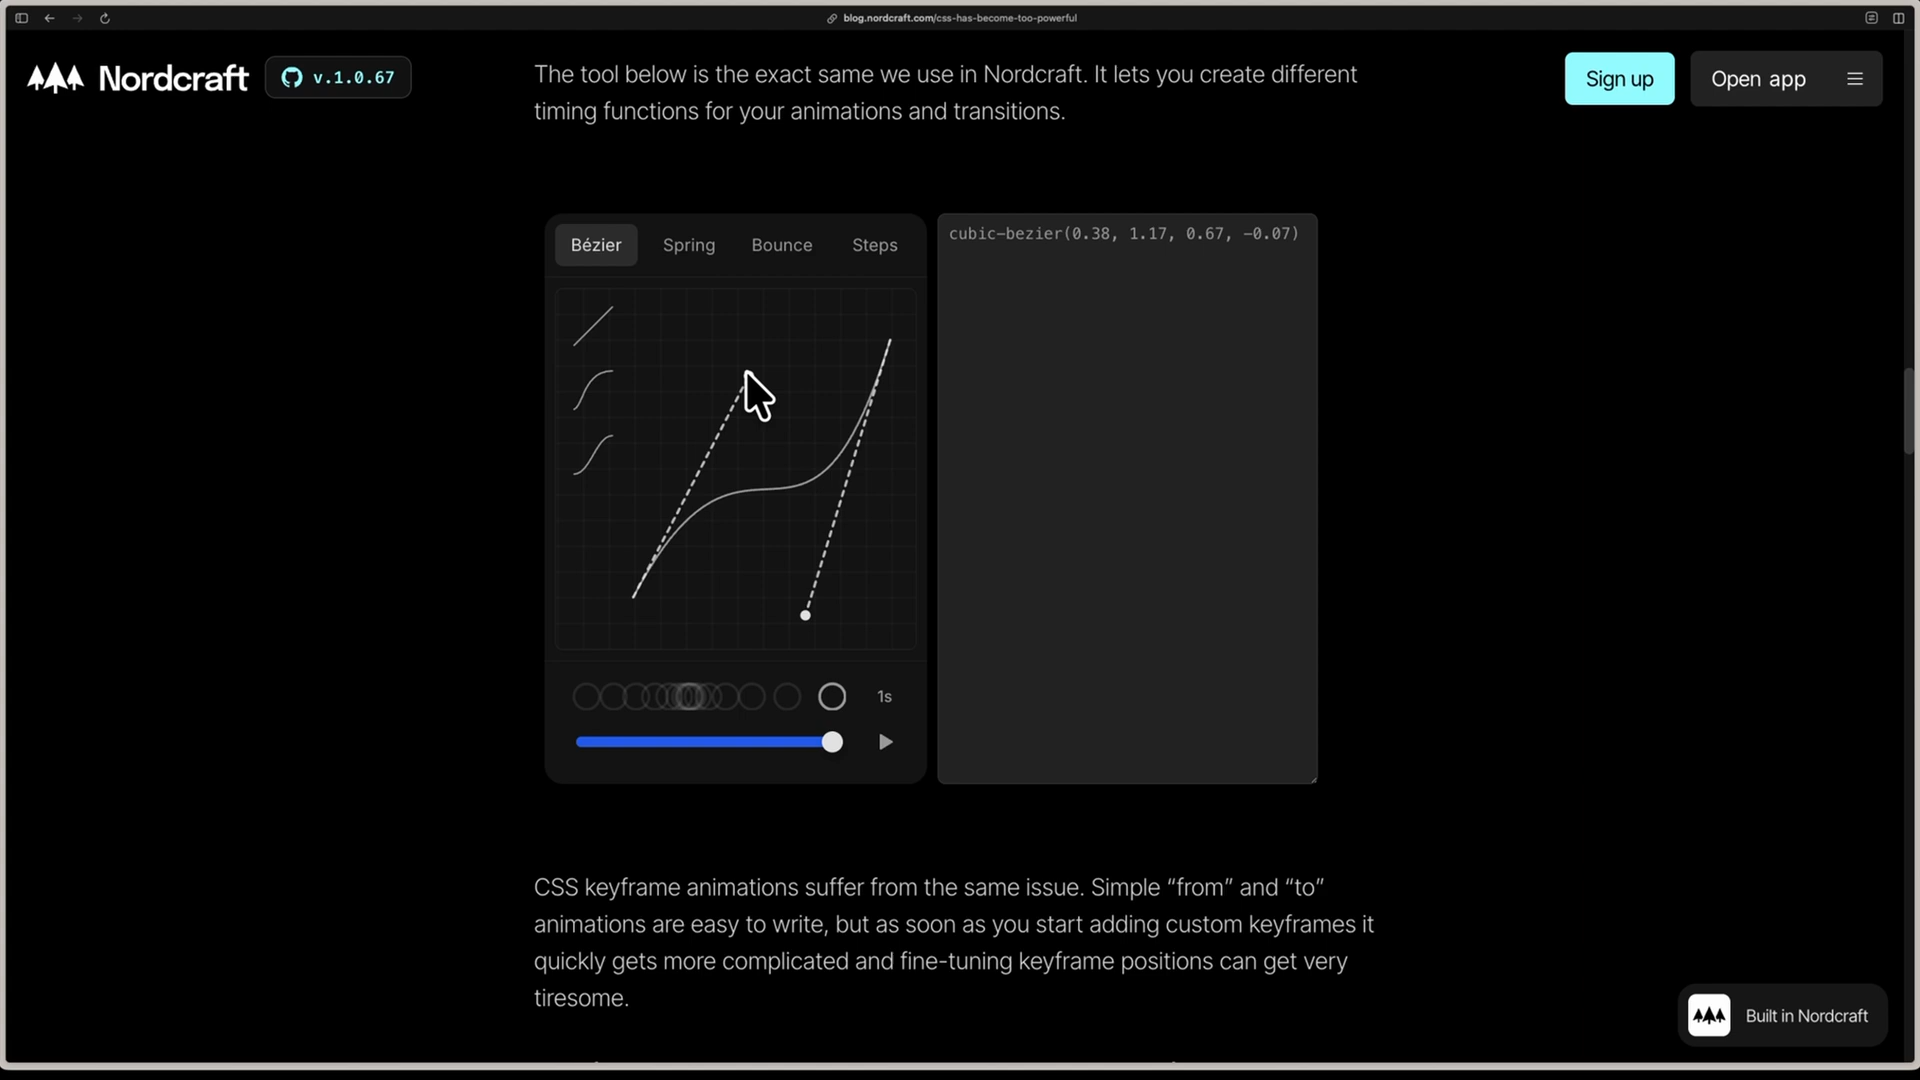 blog.nordcraft.com/css-has-become-too-powerful
Nordcraft
v.1.0.67
Sign up
Open app
The tool below is the exact same we use in Nordcraft. It lets you create different
timing functions for your animations and transitions.
Bézier
Spring
Bounce
Steps
cubic-bezier(0.38, 1.17, 0.67, -0.07)
1s
CSS keyframe animations suffer from the same issue. Simple “from” and “to”
animations are easy to write, but as soon as you start adding custom keyframes it
quickly gets more complicated and fine-tuning keyframe positions can get very
tiresome.
Built in Nordcraft